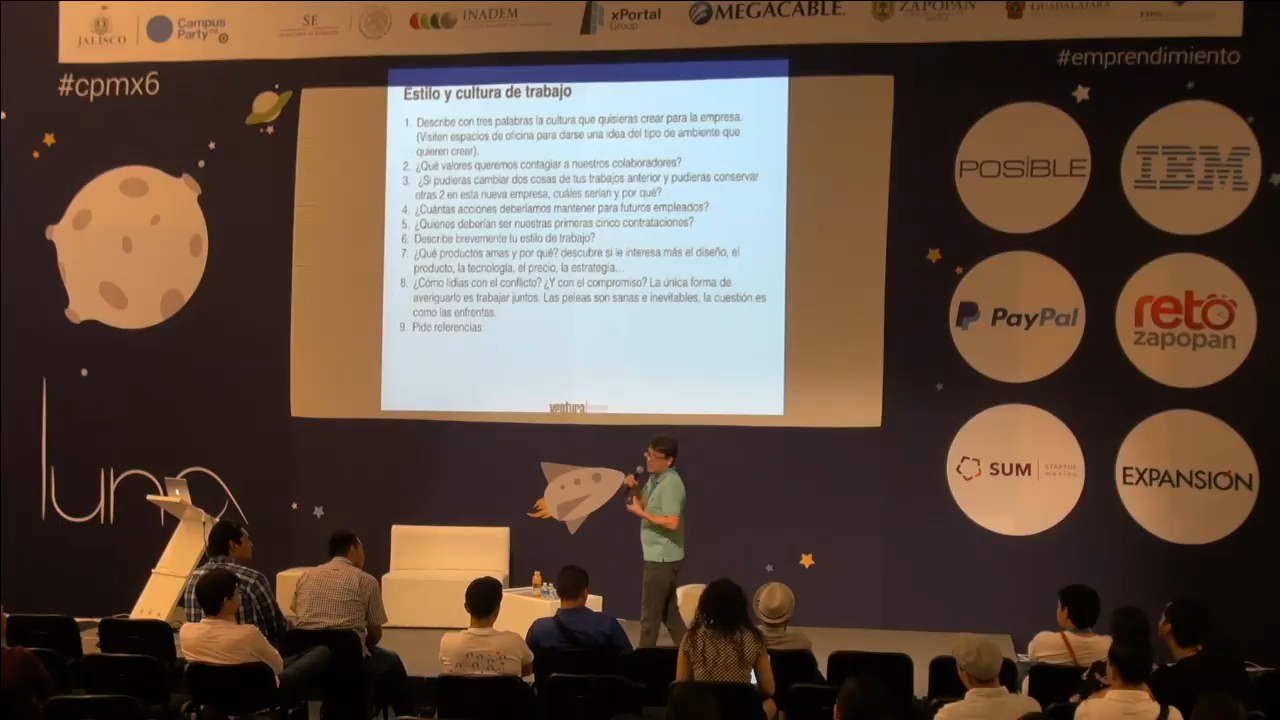 JALISCO
Campus Party
SE
INADEM
xPortal Group
MEGACABLE
ZAPOPAN
GUADALAJARA
#cpmx6
#emprendimiento
Estilo y cultura de trabajo
1. Describe con tres palabras la cultura que quisieras crear para la empresa.
(Visiten espacios de oficina para darse una idea del tipo de ambiente que
quieren crear).
2. ¿Qué valores queremos contagiar a nuestros colaboradores?
3. ¿Si pudieras cambiar dos cosas de tus trabajos anterior y pudieras conservar
otras 2 en esta nueva empresa, cuáles serían y por qué?
4. ¿Cuántas acciones deberíamos mantener para futuros empleados?
5. ¿Quienes deberían ser nuestras primeras cinco contrataciones?
6. Describe brevemente tu estilo de trabajo?
7. ¿Qué productos amas y por qué? descubre si le interesa más el diseño, el
producto, la tecnología, el precio, la estrategia...
8. ¿Cómo lidias con el conflicto? ¿Y con el compromiso? La única forma de
averiguarlo es trabajar juntos. Las peleas son sanas e inevitables, la cuestión es
como las enfrentas.
9. Pide referencias.
ventura
POSiBLE
IBM
PayPal
reto
zapopan
SUM
STARTUP
méxico
EXPANSIÓN
luna